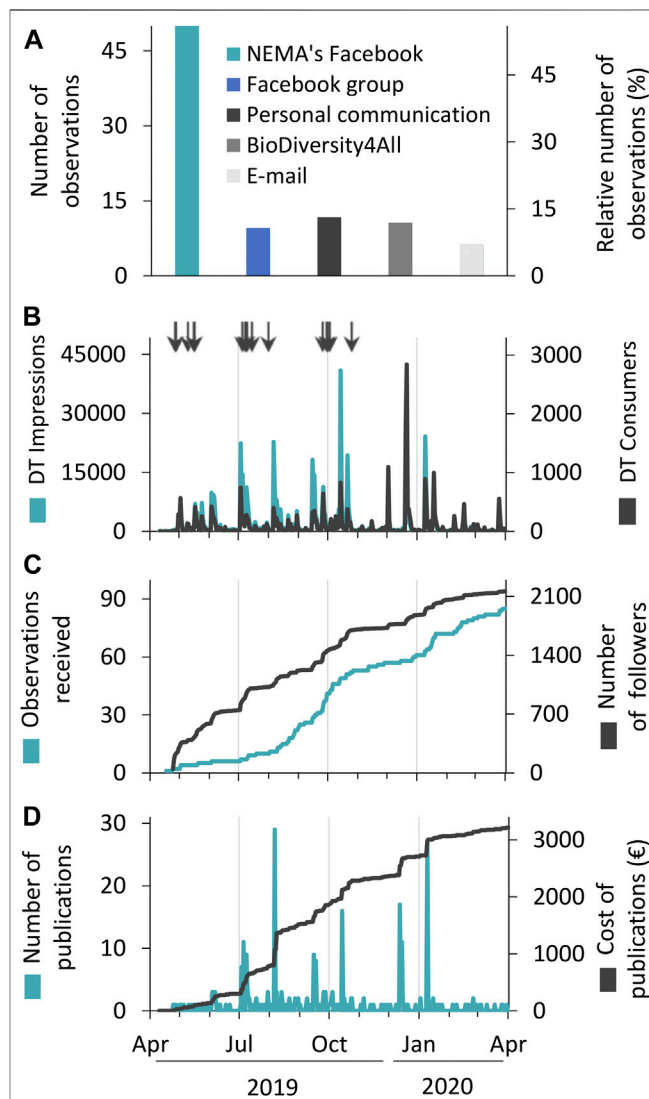 A
NEMA's Facebook
Facebook group
Personal communication
BioDiversity4All
E-mail
Number of
observations
45
30
15
0
Relative number of
observations (%)
45
30
15
0
B
DT Impressions
45000
30000
15000
0
DT Consumers
3000
2000
1000
0
C
Observations
received
90
60
30
0
Number
of followers
2100
1400
700
0
D
Number of
publications
30
20
10
0
Cost of
publications (€)
3000
2000
1000
0
Apr Jul Oct Jan Apr
2019 2020